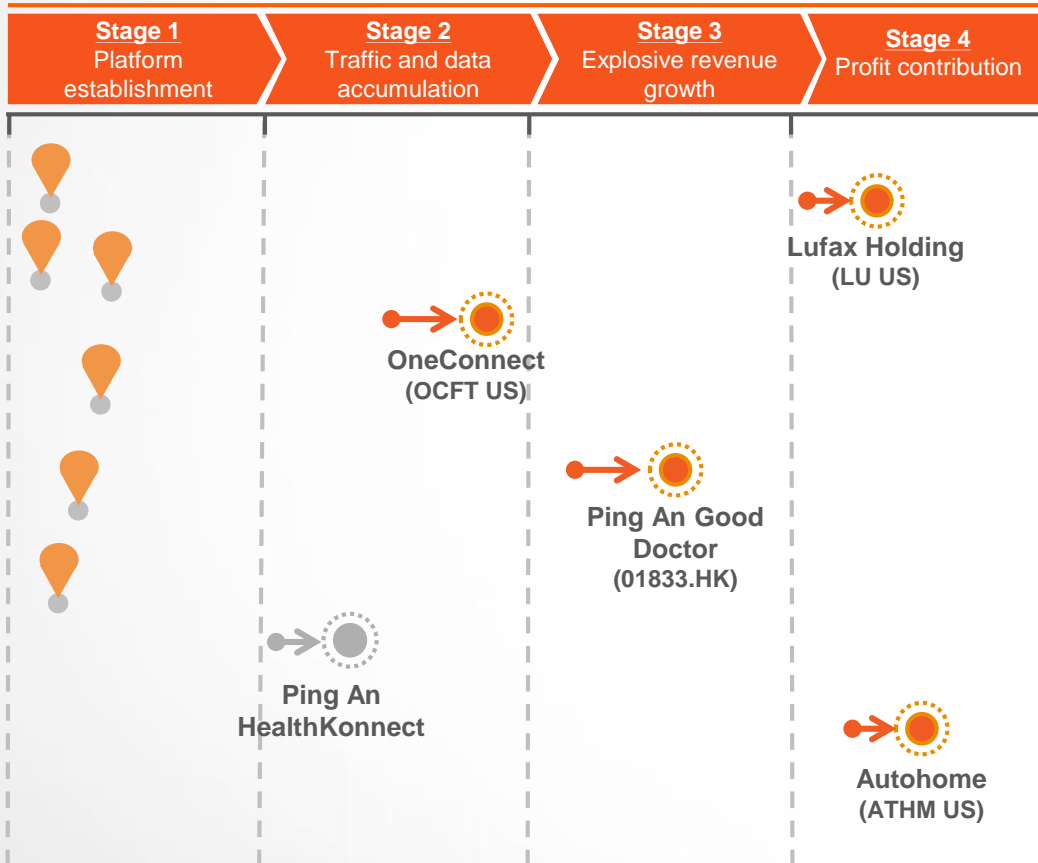 Stage 1
Platform
establishment
Stage 2
Traffic and data
accumulation
Stage 3
Explosive revenue
growth
Stage 4
Profit contribution
Lufax Holding
(LU US)
OneConnect
(OCFT US)
Ping An Good
Doctor
(01833.HK)
Ping An
HealthKonnect
Autohome
(ATHM US)